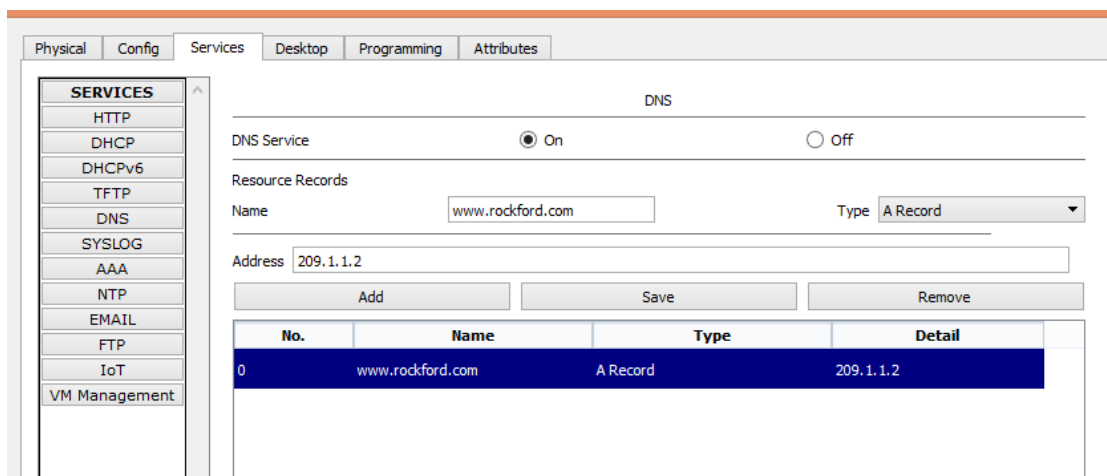 Physical Config Services Desktop Programming Attributes
SERVICES
HTTP
DHCP
DHCPv6
TFTP
DNS
SYSLOG
AAA
NTP
EMAIL
FTP
IoT
VM Management
DNS
DNS Service On Off
Resource Records
Name www.rockford.com Type A Record
Address 209.1.1.2
Add Save Remove
No. Name Type Detail
0 www.rockford.com A Record 209.1.1.2